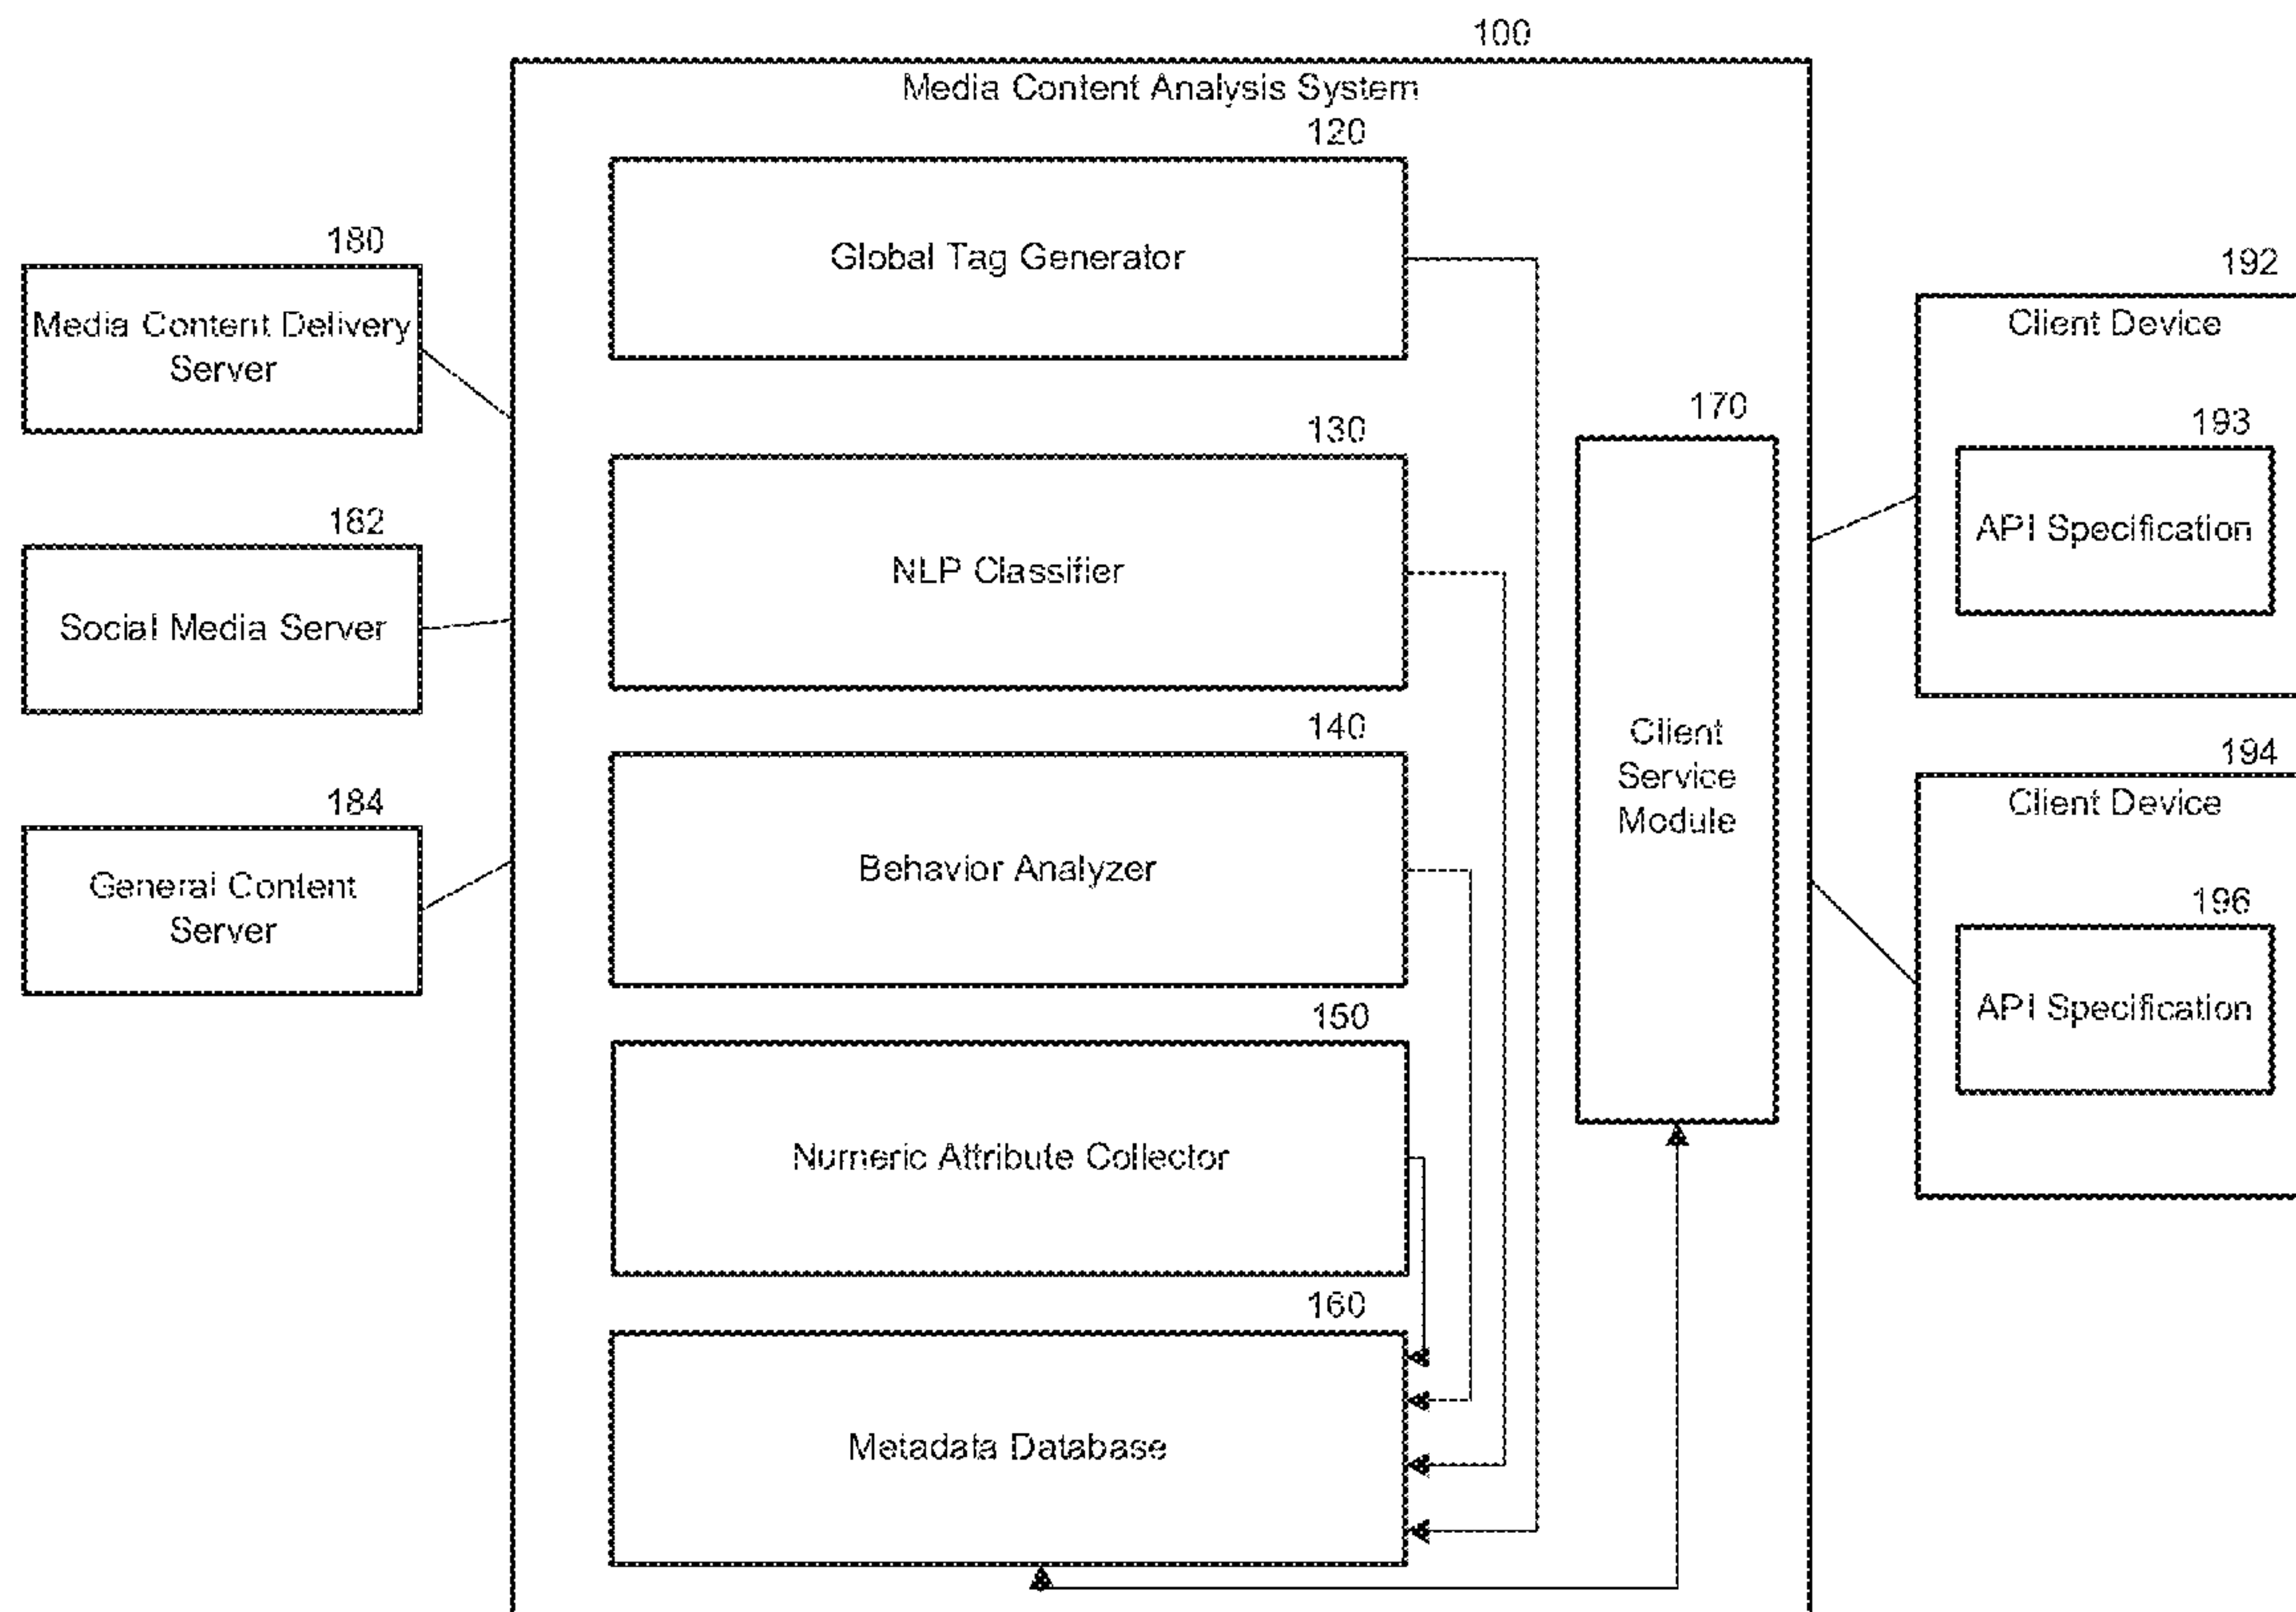 100
Media Content Analysis System
120
Global Tag Generator
130
NLP Classifier
140
Behavior Analyzer
150
Numeric Attribute Collector
160
Metadata Database
170
Client
Service
Module
180
Media Content Delivery
Server
182
Social Media Server
184
General Content
Server
192
Client Device
193
API Specification
194
Client Device
196
API Specification